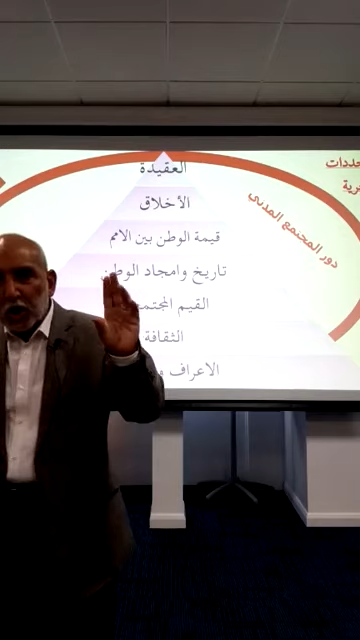 العقيدة
الأخلاق
قيمة الوطن بين الامم
تاريخ وامجاد الوطن
القيم
الثقافة
الاعراف
دور المجتمع المدني